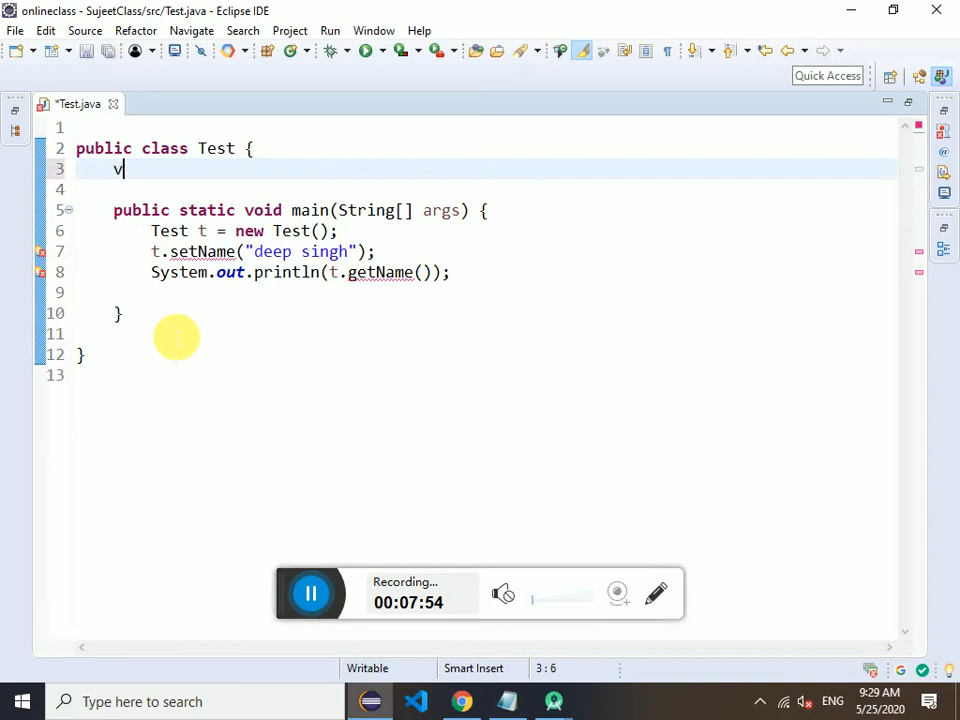 onlineclass - SujeetClass/src/Test.java - Eclipse IDE
File Edit Source Refactor Navigate Search Project Run Window Help
Quick Access
*Test.java
1
2 public class Test {
3 v
4
5 public static void main(String[] args) {
6 Test t = new Test();
7 t.setName("deep singh");
8 System.out.println(t.getName());
9
10 }
11
12 }
13
Recording...
00:07:54
Writable Smart Insert 3 : 6
Type here to search
ENG
9:29 AM
5/25/2020